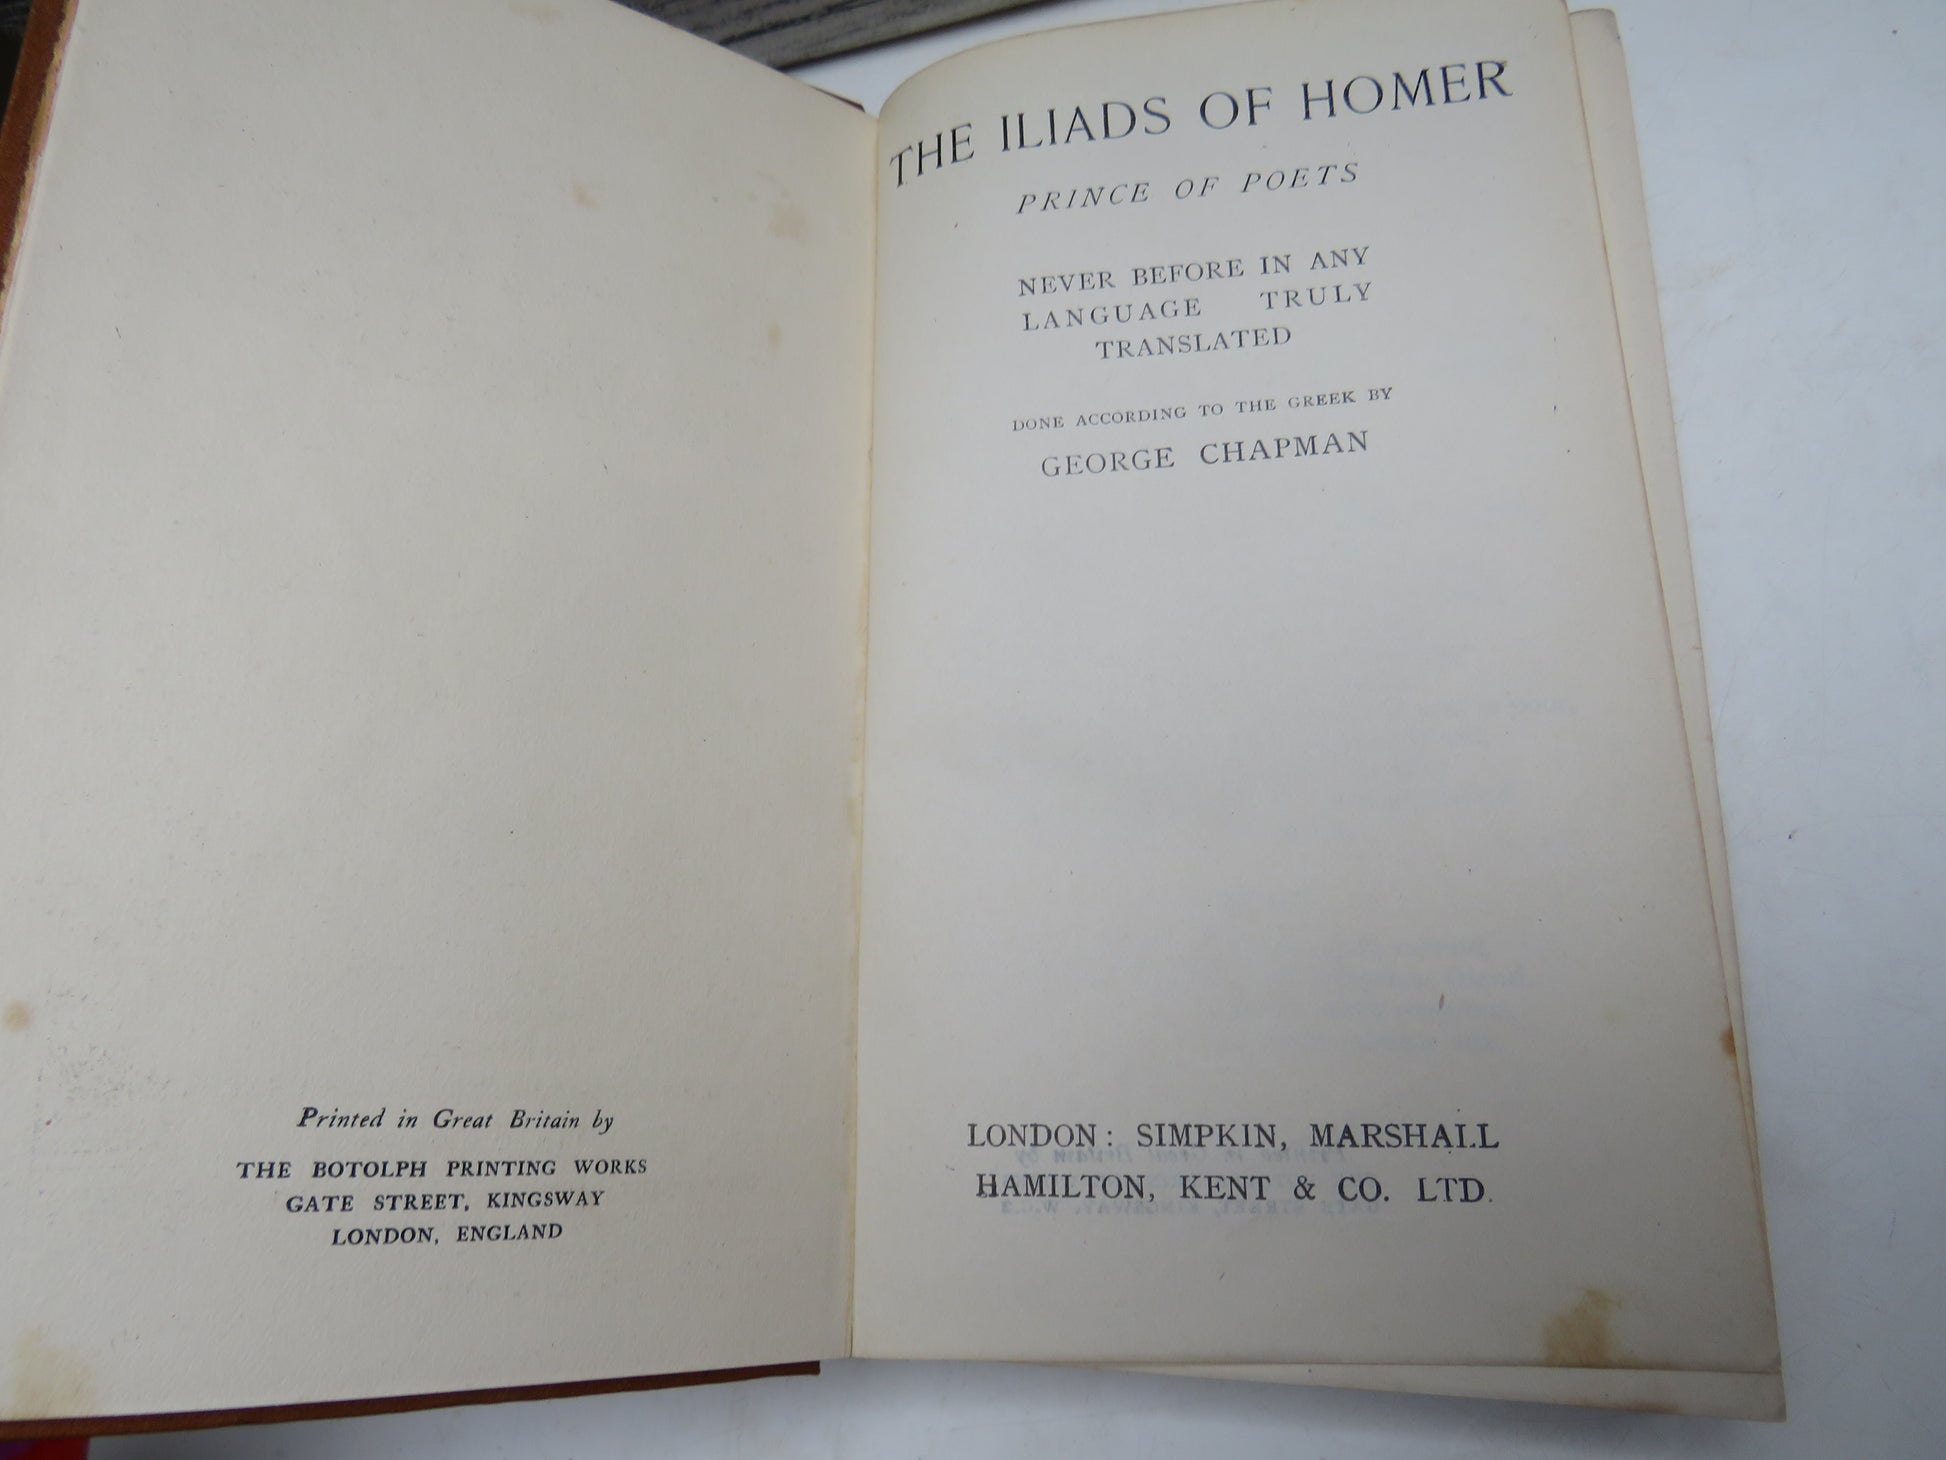 Printed in Great Britain by
THE BOTOLPH PRINTING WORKS
GATE STREET, KINGSWAY
LONDON, ENGLAND
THE ILIADS OF HOMER
PRINCE OF POETS
NEVER BEFORE IN ANY
LANGUAGE TRULY
TRANSLATED
DONE ACCORDING TO THE GREEK BY
GEORGE CHAPMAN
LONDON: SIMPKIN, MARSHALL
HAMILTON, KENT & CO. LTD.